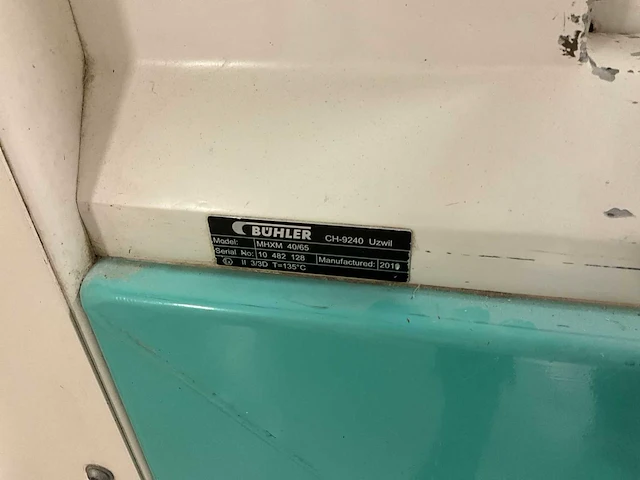 BÜHLER CH-9240 Uzwil
Model: MHXM 40/65
Serial No: 10 482 128 Manufactured: 2019
Ex II 3/3D T=135°C